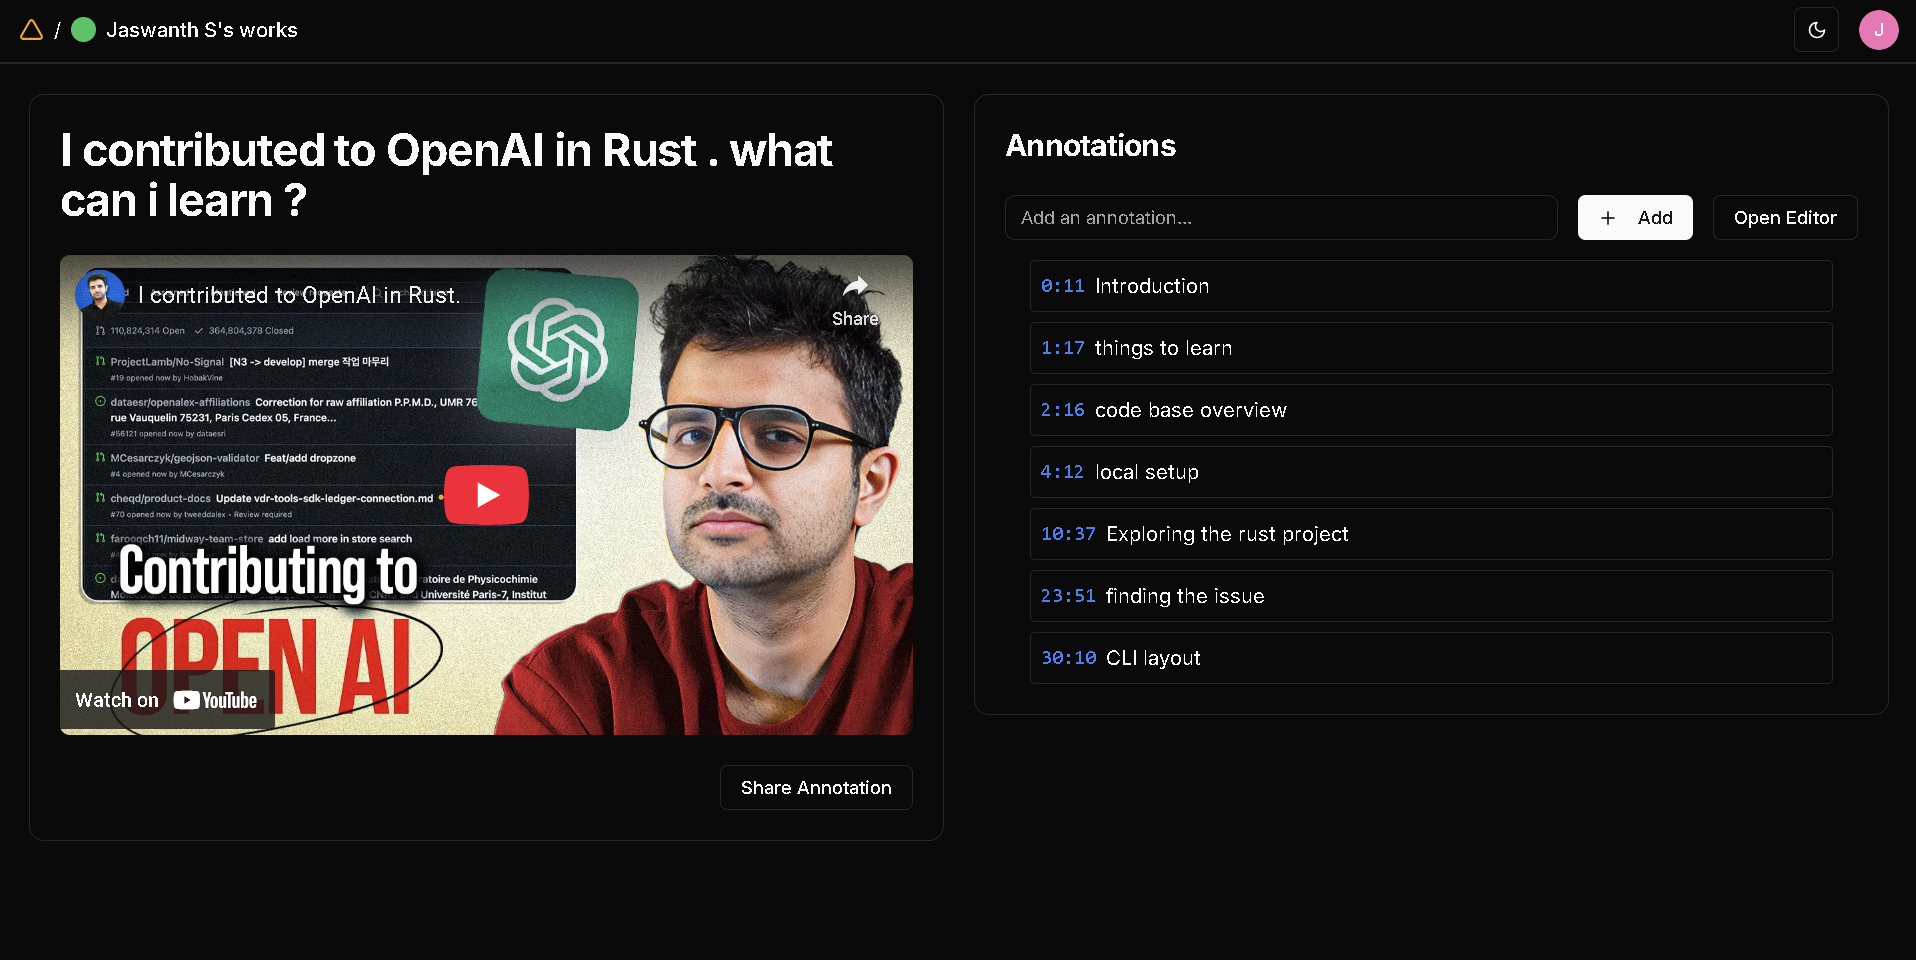 / Jaswanth S's works
J
I contributed to OpenAI in Rust . what
can i learn ?
I contributed to OpenAI in Rust.
Share
110,824,314 Open 364,804,378 Closed
ProjectLamb/No-Signal [N3 -> develop] merge 작업 마무리
#19 opened now by HobakVine
dataesr/openalex-affiliations Correction for raw affiliation P.P.M.D., UMR 76
rue Vauquelin 75231, Paris Cedex 05, France...
#56121 opened now by dataesri
MCesarczyk/geojson-validator Feat/add dropzone
#4 opened now by MCesarczyk
cheqd/product-docs Update vdr-tools-sdk-ledger-connection.md
#70 opened now by tweeddalex • Review required
farooqch11/midway-team-store add load more in store search
Contributing to
ratoire de Physicochimie
Université Paris-7, Institut
OPEN AI
Watch on YouTube
Share Annotation
Annotations
Add an annotation...
+ Add
Open Editor
0:11 Introduction
1:17 things to learn
2:16 code base overview
4:12 local setup
10:37 Exploring the rust project
23:51 finding the issue
30:10 CLI layout